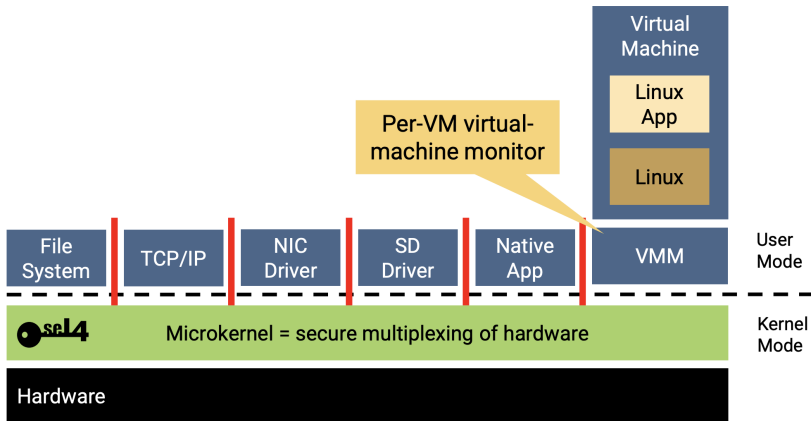 Virtual
Machine
Linux
App
Linux
Per-VM virtual-
machine monitor
File
System
TCP/IP
NIC
Driver
SD
Driver
Native
App
VMM
User
Mode
seL4
Microkernel = secure multiplexing of hardware
Kernel
Mode
Hardware